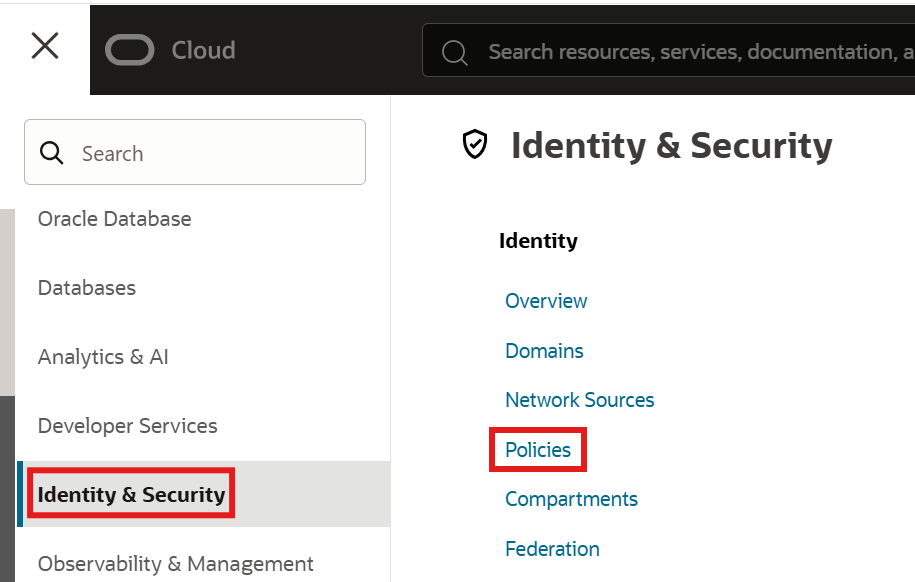 Cloud
Search resources, services, documentation, a
Search
Oracle Database
Databases
Analytics & AI
Developer Services
Identity & Security
Observability & Management
Identity & Security
Identity
Overview
Domains
Network Sources
Policies
Compartments
Federation